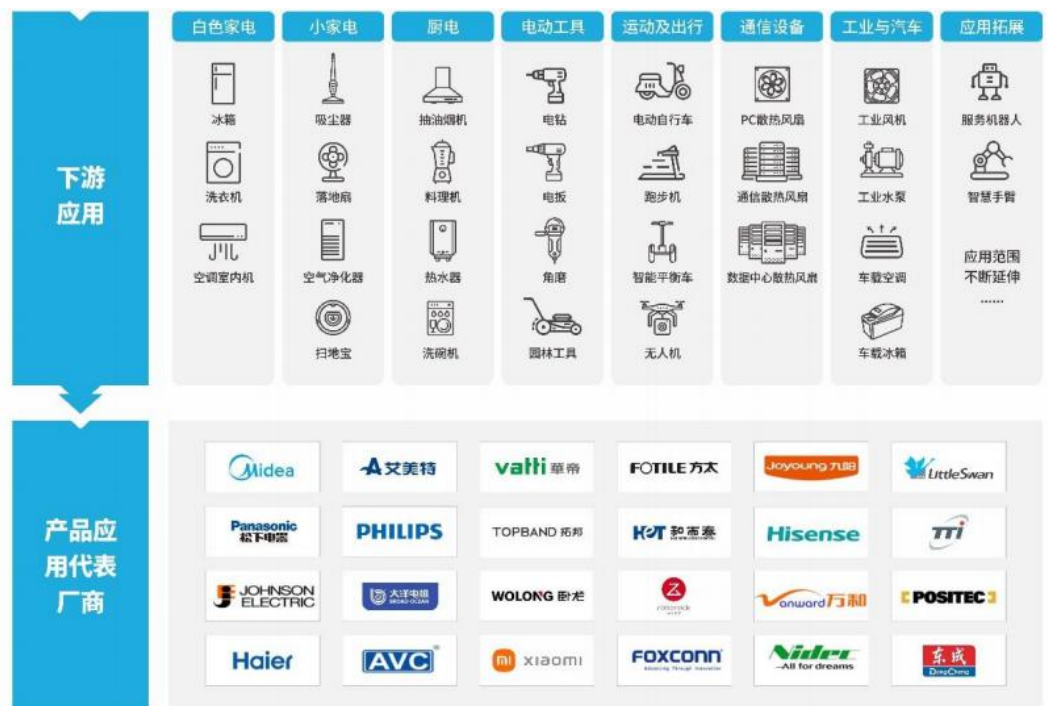 白色家电
小家电
厨电
电动工具
运动及出行
通信设备
工业与汽车
应用拓展
下游
应用
冰箱
吸尘器
抽油烟机
电钻
电动自行车
PC散热风扇
工业风机
服务机器人
洗衣机
落地扇
料理机
电扳
跑步机
通信散热风扇
工业水泵
智慧手臂
空调室内机
空气净化器
热水器
角磨
智能平衡车
数据中心散热风扇
车载空调
应用范围
不断延伸
......
扫地宝
洗碗机
园林工具
无人机
车载冰箱
产品应
用代表
厂商
Midea
艾美特
vatti 華帝
FOTILE 方太
Joyoung 九阳
LittleSwan
Panasonic
松下电器
PHILIPS
TOPBAND 拓邦
H&T 和而泰
Hisense
TTI
JOHNSON
ELECTRIC
大洋电机
BROAD-OCEAN
WOLONG 卧龙
roborock
Vanward 万和
POSITEC
Haier
AVC
mi xiaomi
FOXCONN
Nidec
-All for dreams
东成
DongCheng